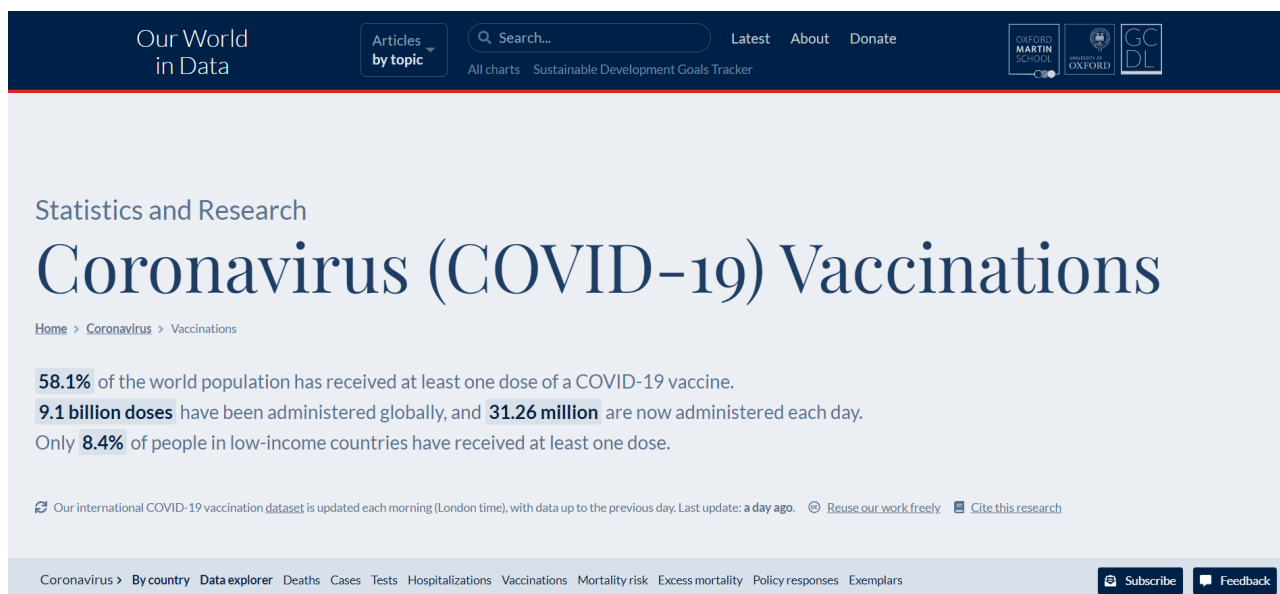 Our World
in Data
Articles
by topic
Search...
Latest About Donate
All charts Sustainable Development Goals Tracker
OXFORD
MARTIN
SCHOOL
UNIVERSITY OF
OXFORD
GC
DL
Statistics and Research
Coronavirus (COVID-19) Vaccinations
Home > Coronavirus > Vaccinations
58.1% of the world population has received at least one dose of a COVID-19 vaccine.
9.1 billion doses have been administered globally, and 31.26 million are now administered each day.
Only 8.4% of people in low-income countries have received at least one dose.
Our international COVID-19 vaccination dataset is updated each morning (London time), with data up to the previous day. Last update: a day ago. Reuse our work freely Cite this research
Coronavirus > By country Data explorer Deaths Cases Tests Hospitalizations Vaccinations Mortality risk Excess mortality Policy responses Exemplars
Subscribe Feedback